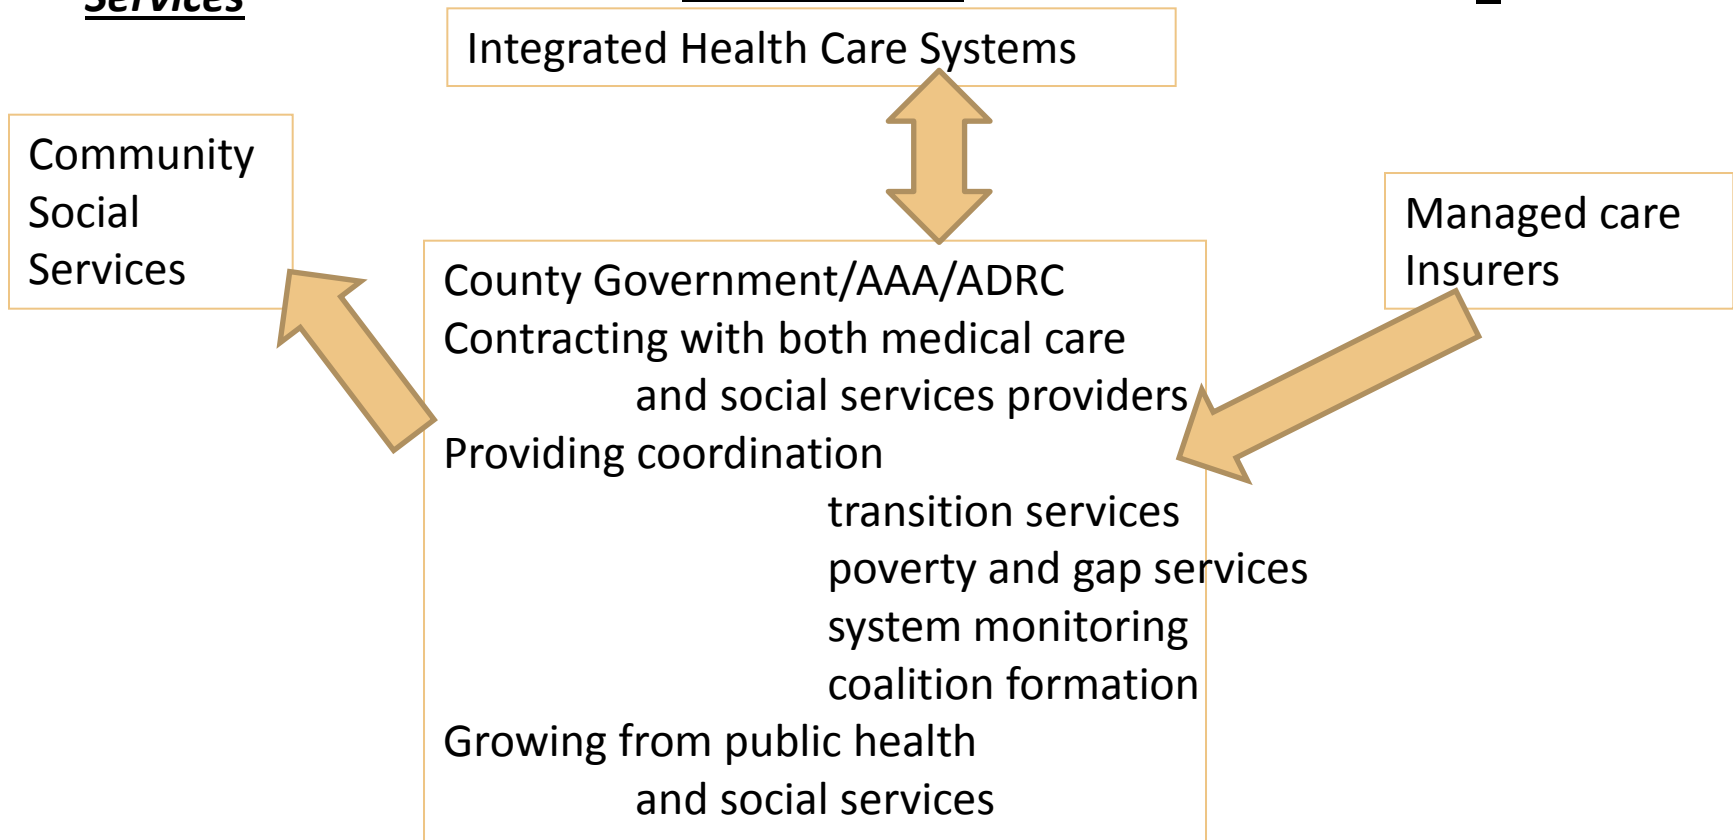 Services
Integrated Health Care Systems
Community
Social
Services
Managed care
Insurers
County Government/AAA/ADRC
Contracting with both medical care
and social services providers
Providing coordination
transition services
poverty and gap services
system monitoring
coalition formation
Growing from public health
and social services